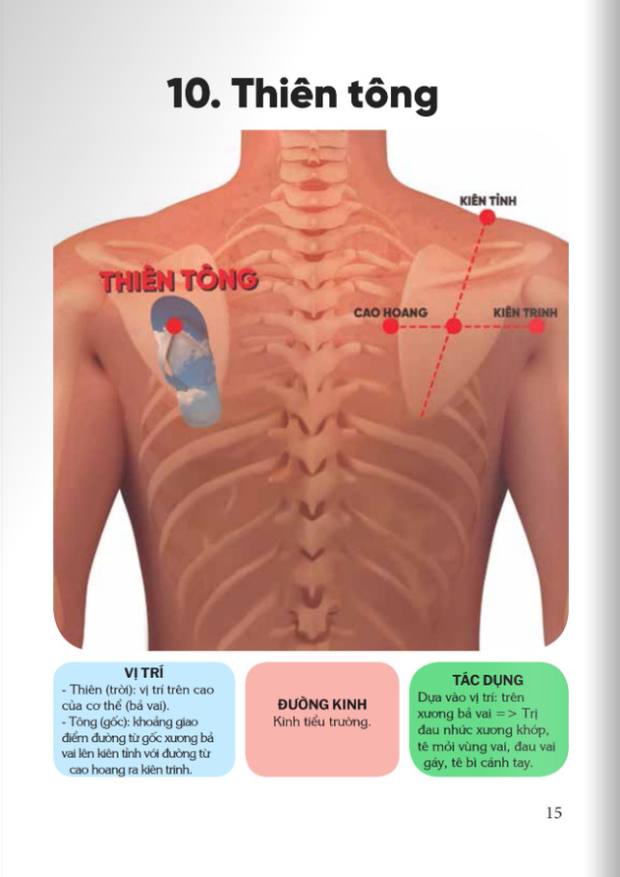 10. Thiên tông
KIÊN TỈNH
THIÊN TÔNG
CAO HOANG
KIÊN TRINH
VỊ TRÍ
- Thiên (trời): vị trí trên cao
của cơ thể (bả vai).
- Tông (gốc): khoảng giao
điểm đường từ gốc xương bả
vai lên kiên tỉnh với đường từ
cao hoang ra kiên trinh.
ĐƯỜNG KINH
Kinh tiểu trường.
TÁC DỤNG
Dựa vào vị trí: trên
xương bả vai => Trị
đau nhức xương khớp,
tê mỏi vùng vai, đau vai
gáy, tê bì cánh tay.
15